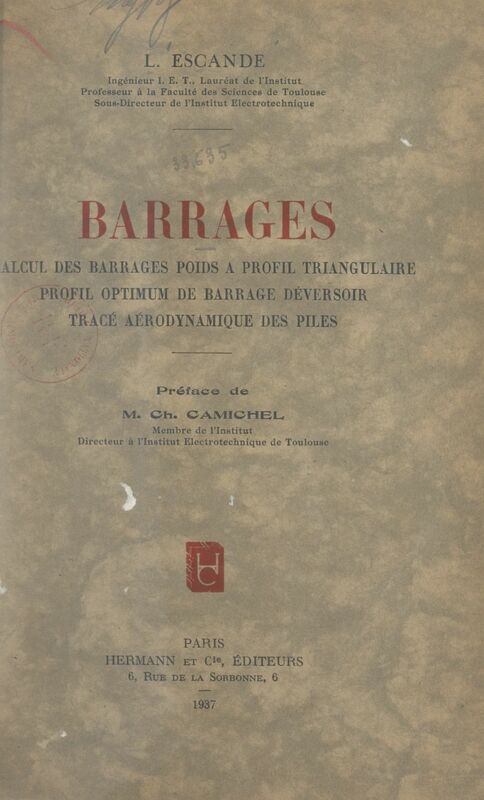 L. ESCANDE
Ingénieur I. E. T., Lauréat de l'Institut
Professeur à la Faculté des Sciences de Toulouse
Sous-Directeur de l'Institut Electrotechnique
33,635
BARRAGES
ALCUL DES BARRAGES POIDS A PROFIL TRIANGULAIRE
PROFIL OPTIMUM DE BARRAGE DÉVERSOIR
TRACÉ AÉRODYNAMIQUE DES PILES
Préface de
M. Ch. CAMICHEL
Membre de l'Institut
Directeur à l'Institut Electrotechnique de Toulouse
HC
PARIS
HERMANN ET Cie, ÉDITEURS
6, RUE DE LA SORBONNE, 6
1937